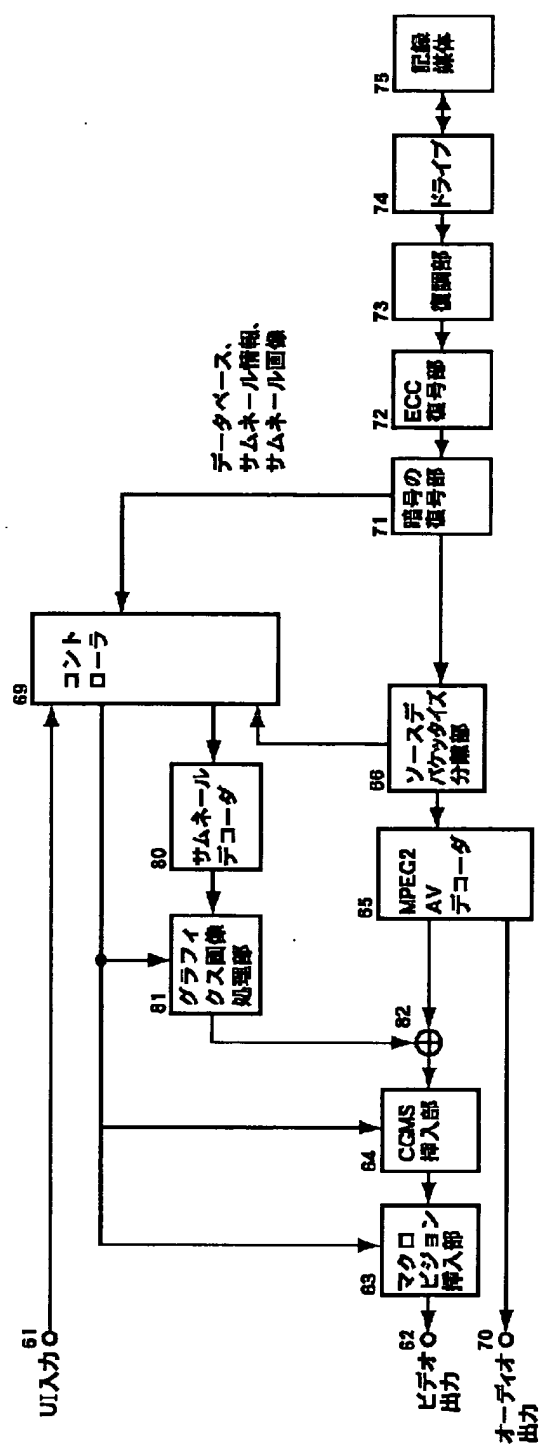 61
UI入力
62
ビデオ
出力
70
オーディオ
出力
63
マクロ
ビジョン
挿入部
64
CGMS
挿入部
82
81
グラフィ
クス画像
処理部
80
サムネール
デコーダ
69
コント
ローラ
65
MPEG2
AV
デコーダ
66
ソースデ
パケッタイズ
分離部
データベース、
サムネール情報、
サムネール画像
71
暗号の
復号部
72
ECC
復号部
73
復調部
74
ドライブ
75
記録
媒体